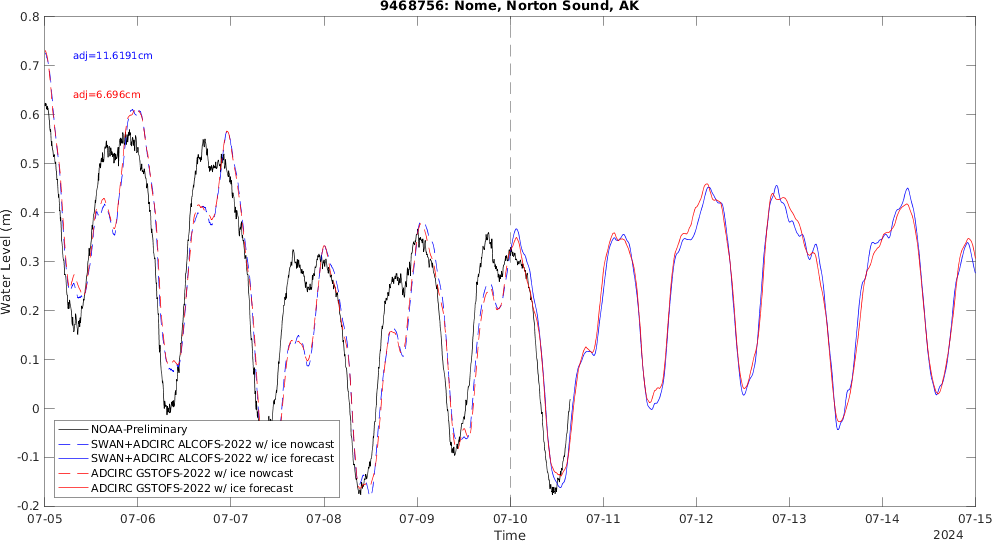 9468756: Nome, Norton Sound, AK
Water Level (m)
0.8
0.7
0.6
0.5
0.4
0.3
0.2
0.1
0
-0.1
-0.2
adj=11.6191cm
adj=6.696cm
NOAA-Preliminary
SWAN+ADCIRC ALCOFS-2022 w/ ice nowcast
SWAN+ADCIRC ALCOFS-2022 w/ ice forecast
ADCIRC GSTOFS-2022 w/ ice nowcast
ADCIRC GSTOFS-2022 w/ ice forecast
07-05 07-06 07-07 07-08 07-09 07-10 07-11 07-12 07-13 07-14 07-15
Time
2024